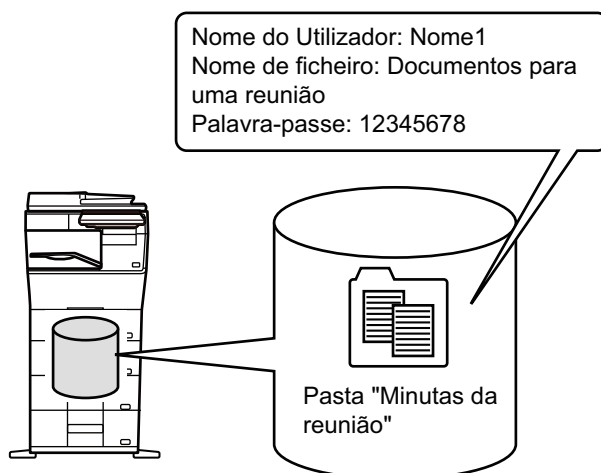 Nome do Utilizador: Nome1
Nome de ficheiro: Documentos para
uma reunião
Palavra-passe: 12345678
Pasta "Minutas da
reunião"